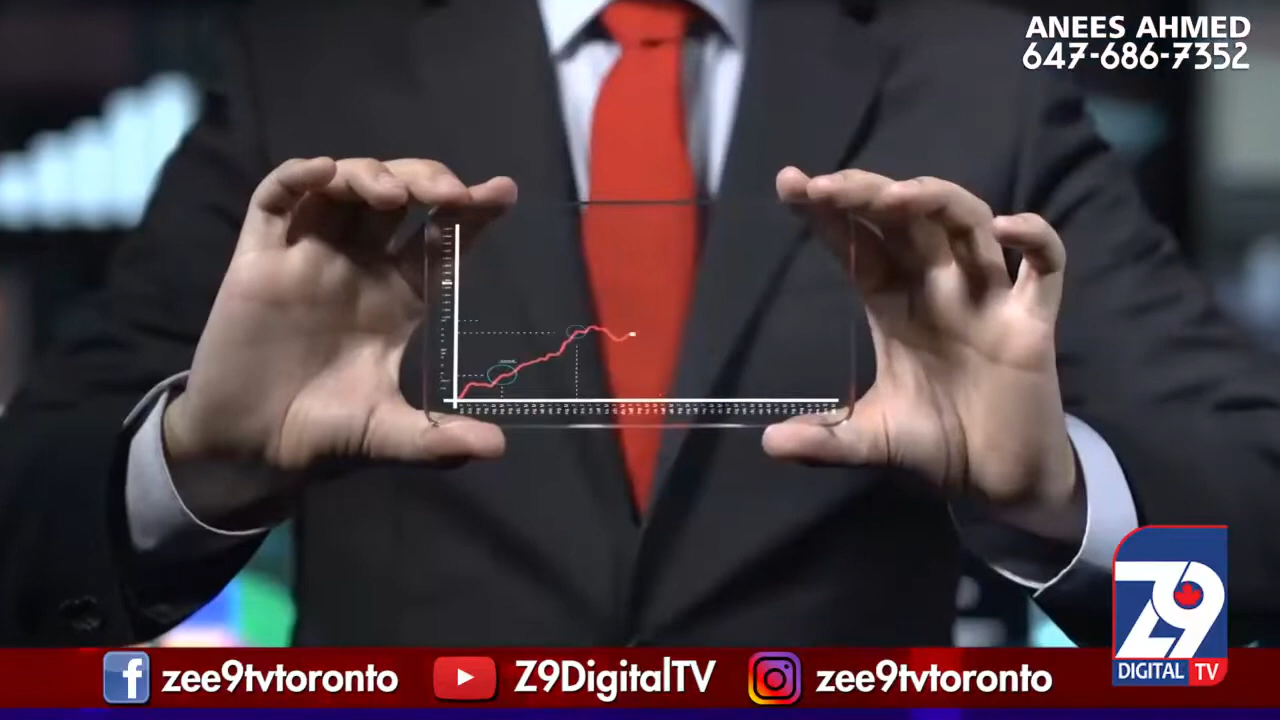 ANEES AHMED
647-686-7352
Z9
DIGITAL TV
zee9tvtoronto
Z9DigitalTV
zee9tvtoronto